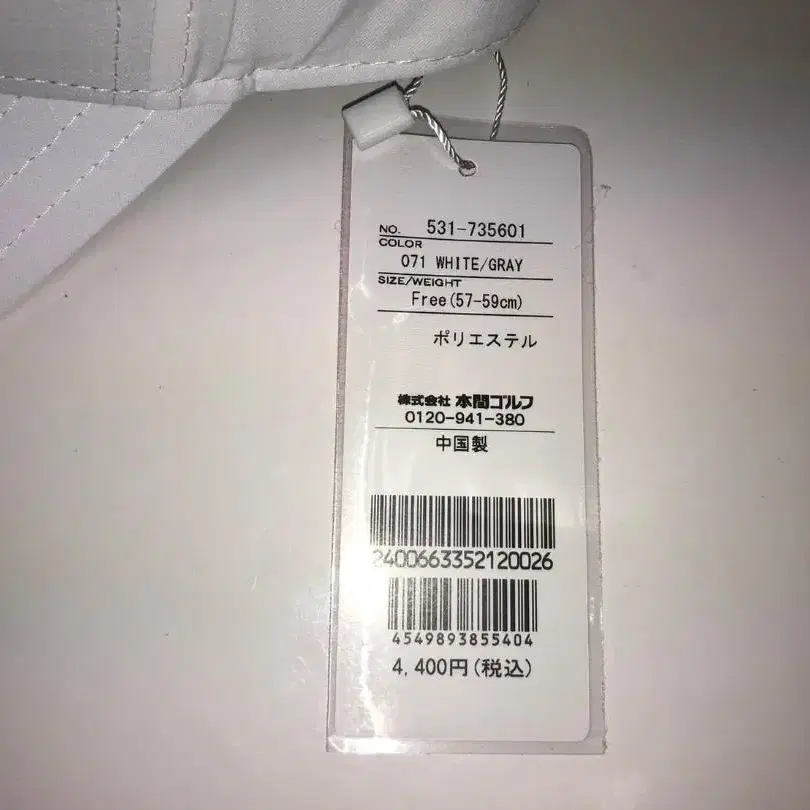 NO. 531-735601
COLOR
071 WHITE/GRAY
SIZE/WEIGHT
Free(57-59cm)
ポリエステル
株式会社 本間ゴルフ
0120-941-380
中国製
2400663352120026
4549893855404
4,400円(税込)